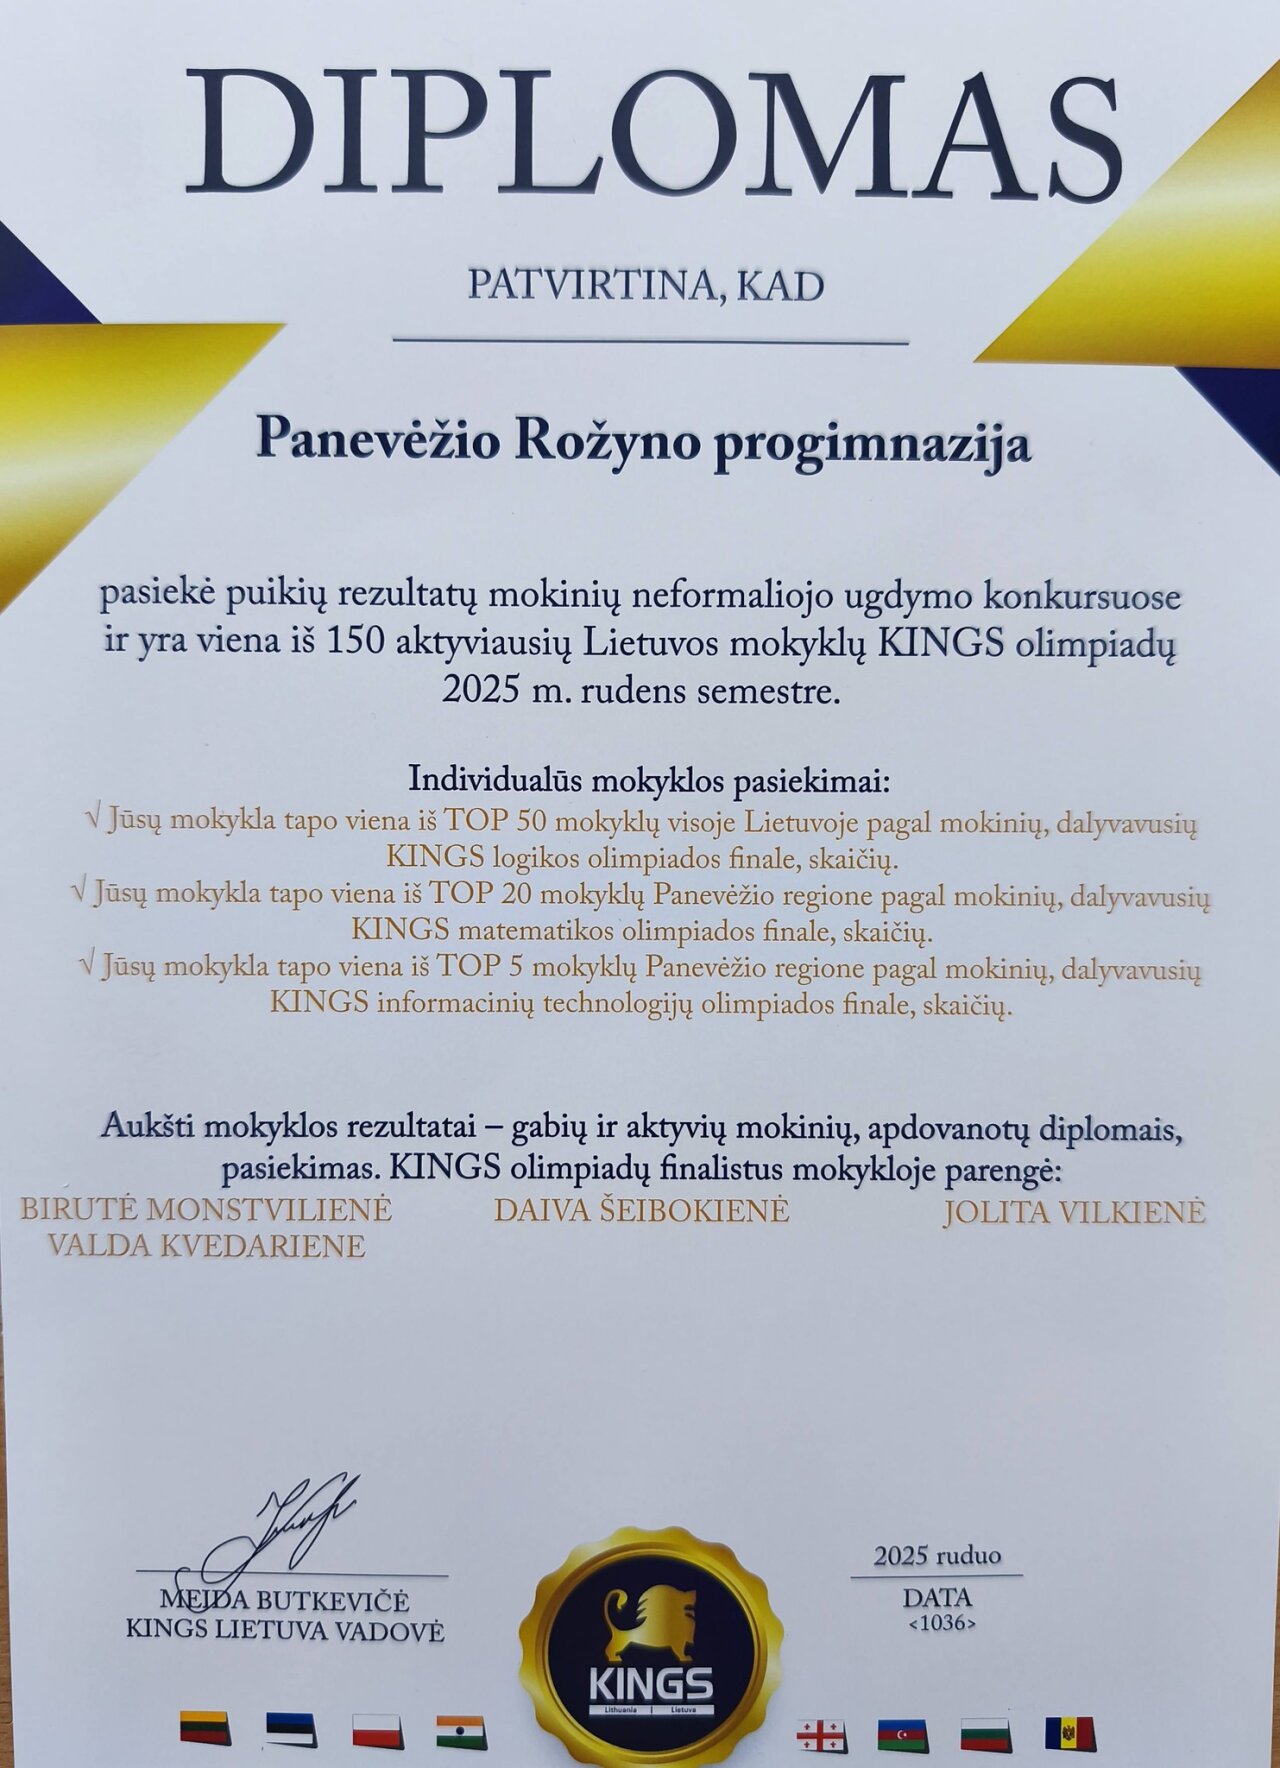 DIPLOMAS
PATVIRTINA, KAD
Panevėžio Rožyno progimnazija
pasiekė puikių rezultatų mokinių neformaliojo ugdymo konkursuose
ir yra viena iš 150 aktyviausių Lietuvos mokyklų KINGS olimpiadų
2025 m. rudens semestre.
Individualūs mokyklos pasiekimai:
√ Jūsų mokykla tapo viena iš TOP 50 mokyklų visoje Lietuvoje pagal mokinių, dalyvavusių
KINGS logikos olimpiados finale, skaičių.
√ Jūsų mokykla tapo viena iš TOP 20 mokyklų Panevėžio regione pagal mokinių, dalyvavusių
KINGS matematikos olimpiados finale, skaičių.
√ Jūsų mokykla tapo viena iš TOP 5 mokyklų Panevėžio regione pagal mokinių, dalyvavusių
KINGS informacinių technologijų olimpiados finale, skaičių.
Aukšti mokyklos rezultatai – gabių ir aktyvių mokinių, apdovanotų diplomais,
pasiekimas. KINGS olimpiadų finalistus mokykloje parengė:
BIRUTĖ MONSTVILIENĖ DAIVA ŠEIBOKIENĖ JOLITA VILKIENĖ
VALDA KVEDARIENE
MEIDA BUTKEVIČĖ
KINGS LIETUVA VADOVĖ
2025 ruduo
DATA
<1036>
KINGS
Lithuania | Lietuva